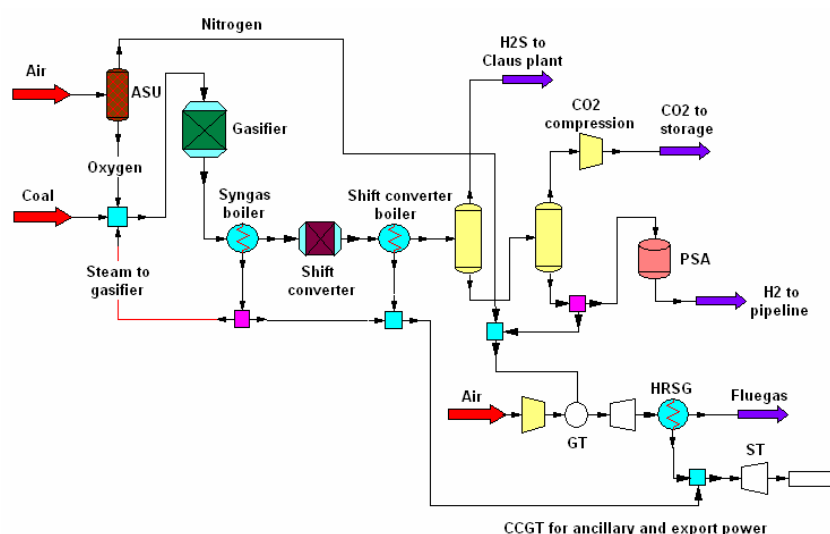 Nitrogen
H2S to
Claus plant
Air
ASU
CO2
compression
CO2 to
storage
Gasifier
Oxygen
Coal
Syngas
boiler
Shift converter
boiler
Steam to
gasifier
Shift
converter
PSA
H2 to
pipeline
Air
GT
HRSG
Fluegas
ST
CCGT for ancillary and export power